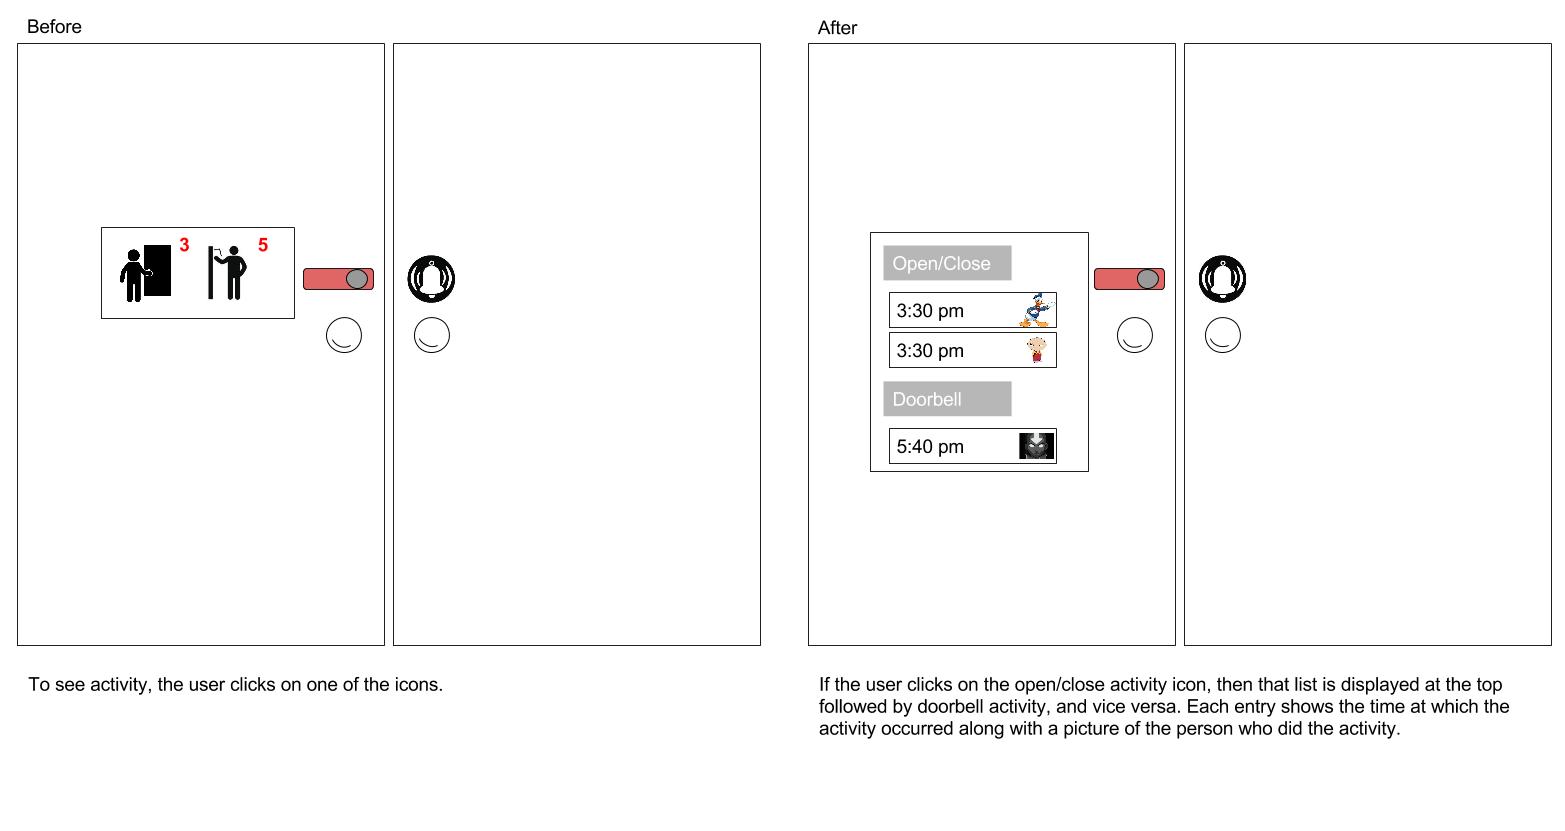 Before
3
5
To see activity, the user clicks on one of the icons.
After
Open/Close
3:30 pm
3:30 pm
Doorbell
5:40 pm
If the user clicks on the open/close activity icon, then that list is displayed at the top
followed by doorbell activity, and vice versa. Each entry shows the time at which the
activity occurred along with a picture of the person who did the activity.